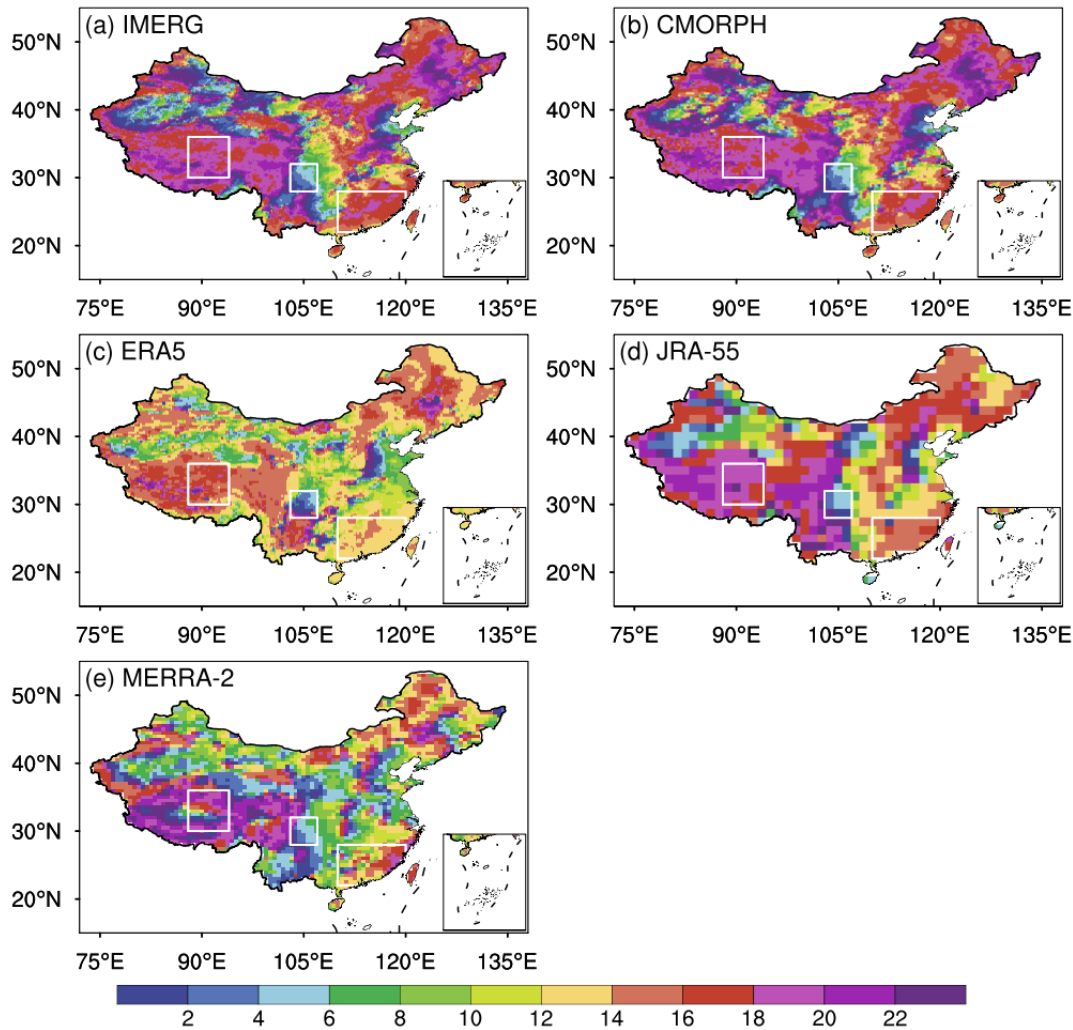 (a) IMERG
(b) CMORPH
50°N
40°N
30°N
20°N
50°N
40°N
30°N
20°N
75°E 90°E 105°E 120°E 135°E
75°E 90°E 105°E 120°E 135°E
(c) ERA5
(d) JRA-55
50°N
40°N
30°N
20°N
50°N
40°N
30°N
20°N
75°E 90°E 105°E 120°E 135°E
75°E 90°E 105°E 120°E 135°E
(e) MERRA-2
50°N
40°N
30°N
20°N
75°E 90°E 105°E 120°E 135°E
2 4 6 8 10 12 14 16 18 20 22